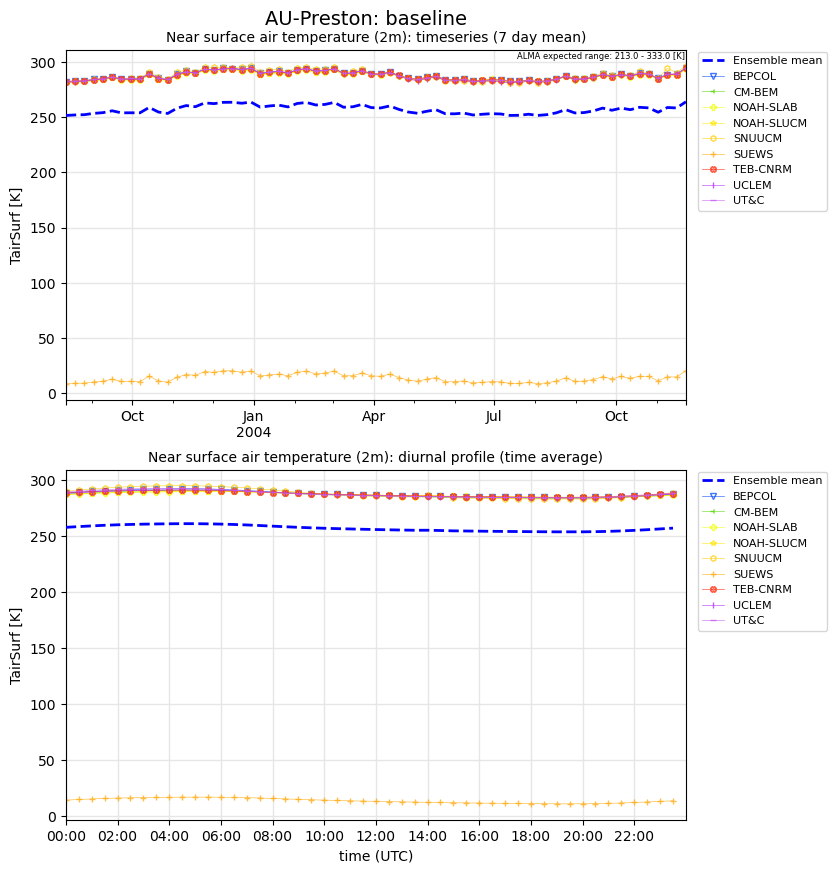 AU-Preston: baseline
Near surface air temperature (2m): timeseries (7 day mean)
ALMA expected range: 213.0 - 333.0 [K]
300
250
200
150
100
50
0
TairSurf [K]
Oct
Jan
2004
Apr
Jul
Oct
Ensemble mean
BEPCOL
CM-BEM
NOAH-SLAB
NOAH-SLUCM
SNUUCM
SUEWS
TEB-CNRM
UCLEM
UT&C
Near surface air temperature (2m): diurnal profile (time average)
300
250
200
150
100
50
0
TairSurf [K]
00:00
02:00
04:00
06:00
08:00
10:00
12:00
14:00
16:00
18:00
20:00
22:00
time (UTC)
Ensemble mean
BEPCOL
CM-BEM
NOAH-SLAB
NOAH-SLUCM
SNUUCM
SUEWS
TEB-CNRM
UCLEM
UT&C